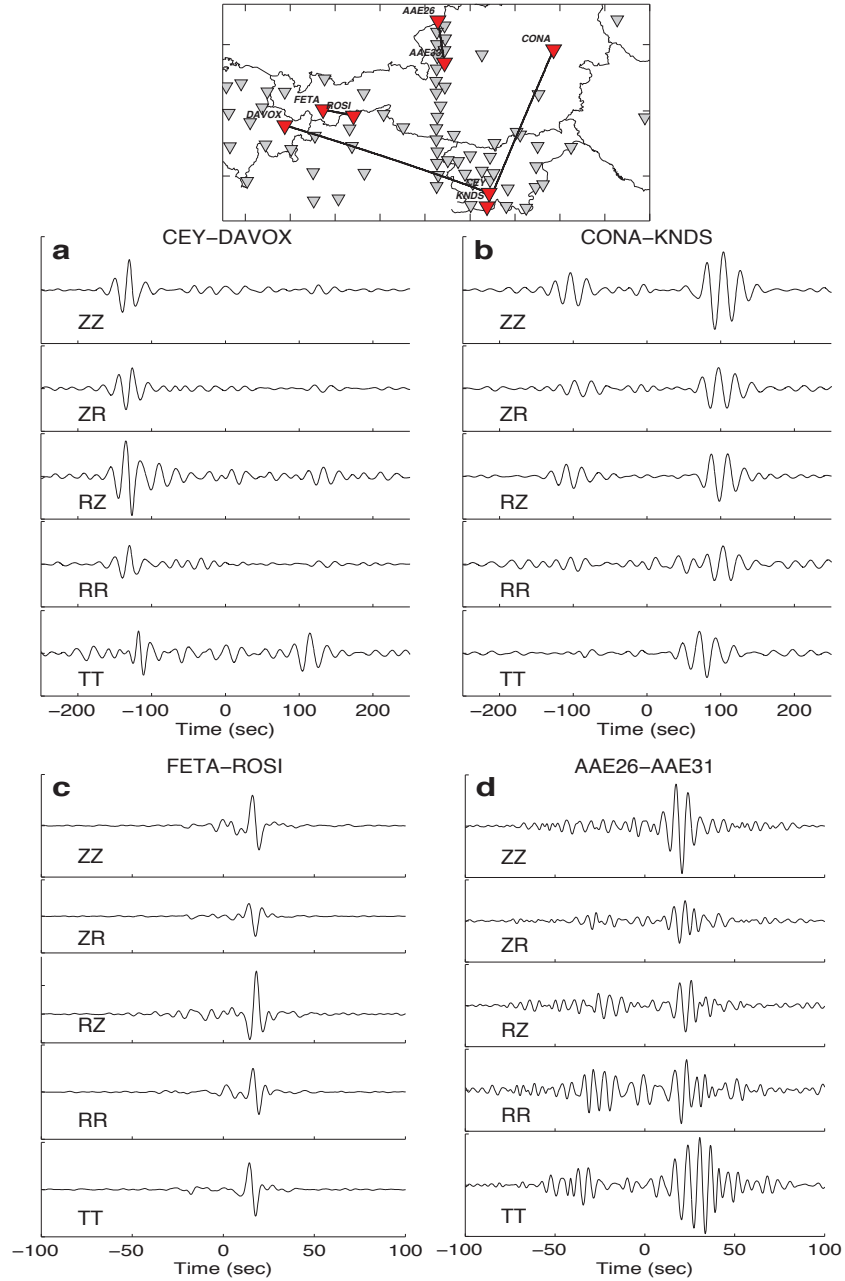 AAE26
CONA
AAE
FETA
ROSI
DAVOX
CEY
KNDS
a
CEY–DAVOX
ZZ
ZR
RZ
RR
TT
−200 −100 0 100 200
Time (sec)
b
CONA–KNDS
ZZ
ZR
RZ
RR
TT
−200 −100 0 100 200
Time (sec)
c
FETA–ROSI
ZZ
ZR
RZ
RR
TT
−100 −50 0 50 100
Time (sec)
d
AAE26–AAE31
ZZ
ZR
RZ
RR
TT
−100 −50 0 50 100
Time (sec)